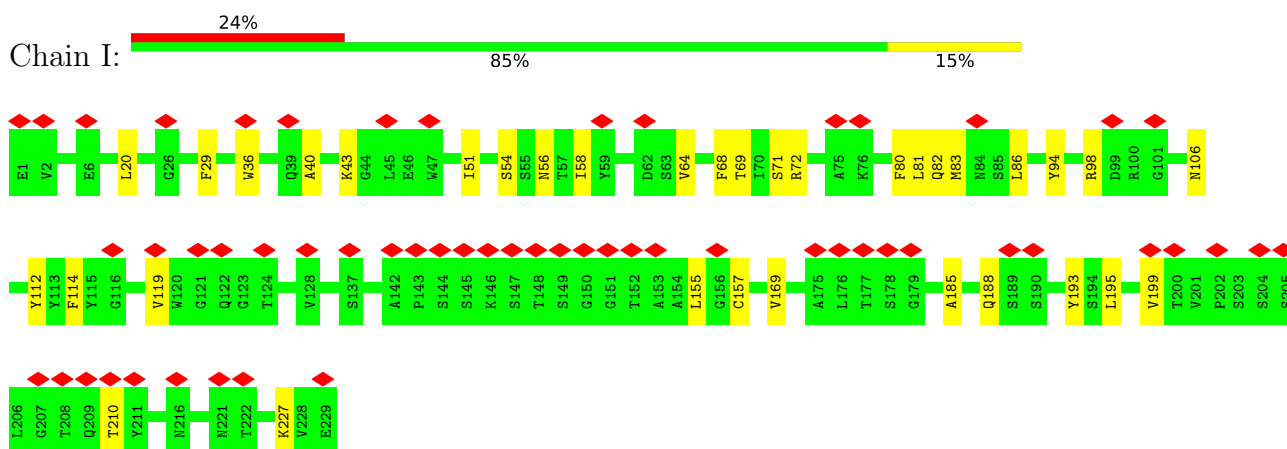 24%
Chain I:
85% 15%
E1 V2 E6 L20 G26 F29 W36 Q39 A40 K43 G44 L45 E46 W47 I51 S54 S55 N56 T57 I58 Y59 D62 S63 V64 F68 T69 I70 S71 R72 A75 K76 F80 L81 Q82 M83 N84 S85 L86 Y94 R98 D99 R100 G101 N106
Y112 Y113 F114 Y115 G116 V119 W120 G121 Q122 G123 T124 V128 S137 A142 P143 S144 S145 K146 S147 T148 S149 G150 G151 T152 A153 A154 L155 G156 C157 V169 A175 L176 T177 S178 G179 A185 Q188 S189 S190 Y193 S194 L195 V199 T200 V201 P202 S203 S204 S205
L206 G207 T208 Q209 T210 Y211 N216 N221 T222 K227 V228 E229